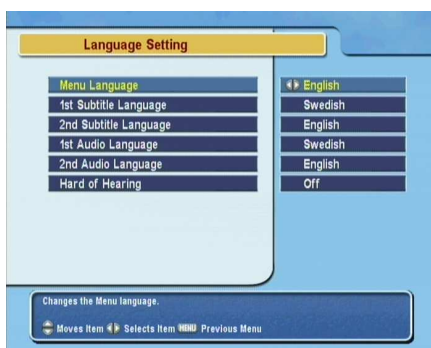 Language Setting
Menu Language English
1st Subtitle Language Swedish
2nd Subtitle Language English
1st Audio Language Swedish
2nd Audio Language English
Hard of Hearing Off
Changes the Menu language.
Moves Item Selects Item MENU Previous Menu